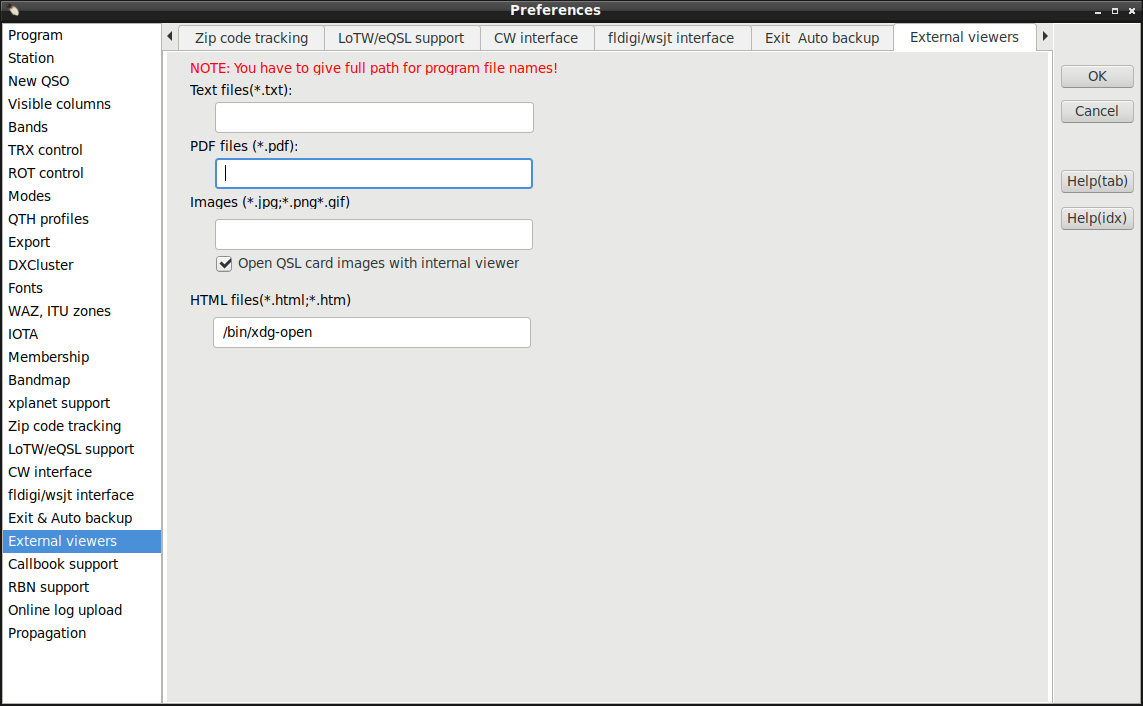 Preferences
Program
Station
New QSO
Visible columns
Bands
TRX control
ROT control
Modes
QTH profiles
Export
DXCluster
Fonts
WAZ, ITU zones
IOTA
Membership
Bandmap
xplanet support
Zip code tracking
LoTW/eQSL support
CW interface
fldigi/wsjt interface
Exit & Auto backup
External viewers
Callbook support
RBN support
Online log upload
Propagation
Zip code tracking LoTW/eQSL support CW interface fldigi/wsjt interface Exit  Auto backup External viewers
NOTE: You have to give full path for program file names!
Text files(*.txt):
PDF files (*.pdf):
Images (*.jpg;*.png*.gif)
Open QSL card images with internal viewer
HTML files(*.html;*.htm)
/bin/xdg-open
OK
Cancel
Help(tab)
Help(idx)